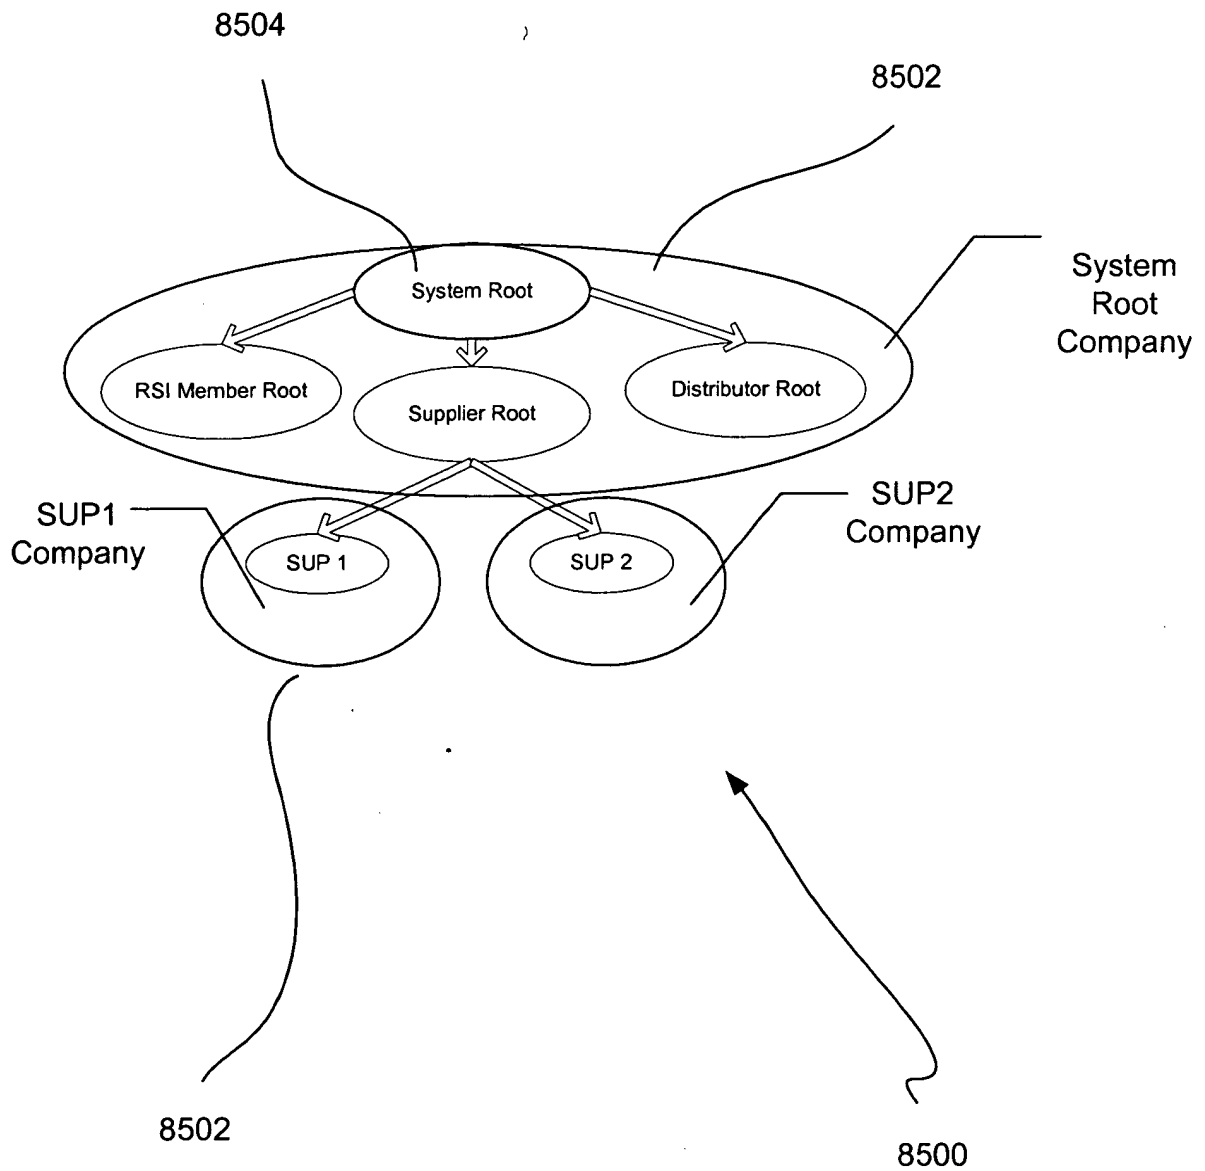 8504
8502
System
Root
Company
System Root
RSI Member Root
Supplier Root
Distributor Root
SUP1
Company
SUP2
Company
SUP 1
SUP 2
8502
8500